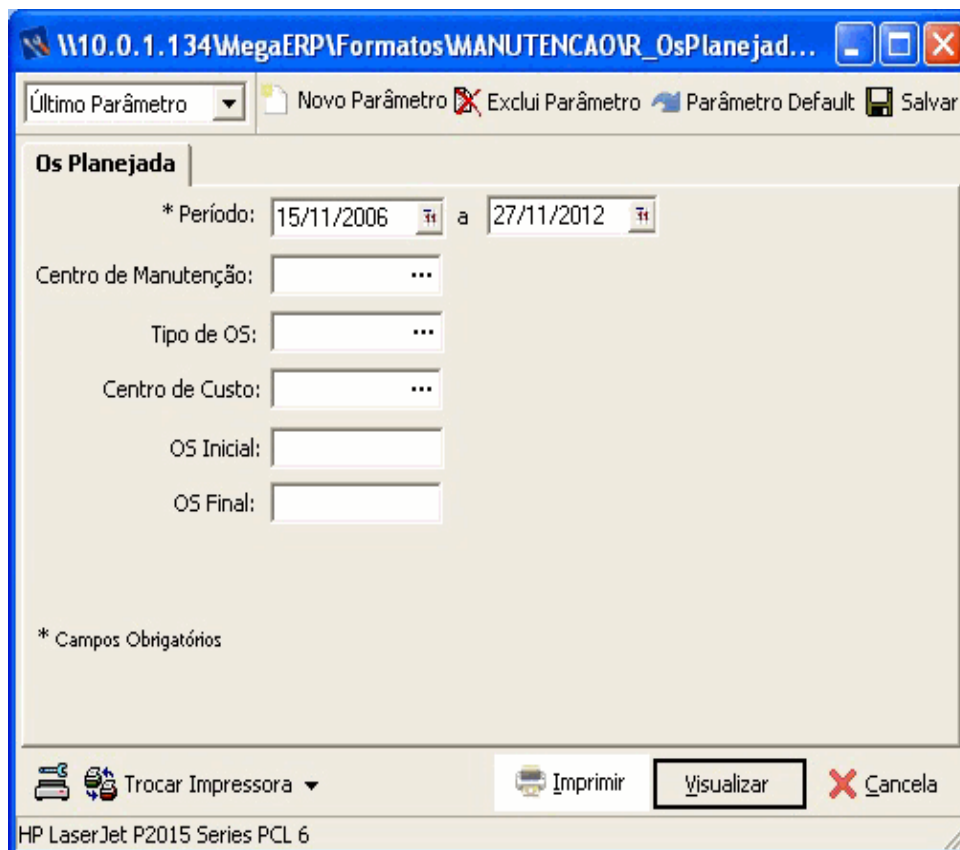 \\10.0.1.134\MegaERP\Formatos\MANUTENCAO\R_OsPlanejad...
Último Parâmetro Novo Parâmetro Exclui Parâmetro Parâmetro Default Salvar
Os Planejada
* Período: 15/11/2006 a 27/11/2012
Centro de Manutenção: ...
Tipo de OS: ...
Centro de Custo: ...
OS Inicial:
OS Final:
* Campos Obrigatórios
Trocar Impressora Imprimir Visualizar Cancela
HP LaserJet P2015 Series PCL 6